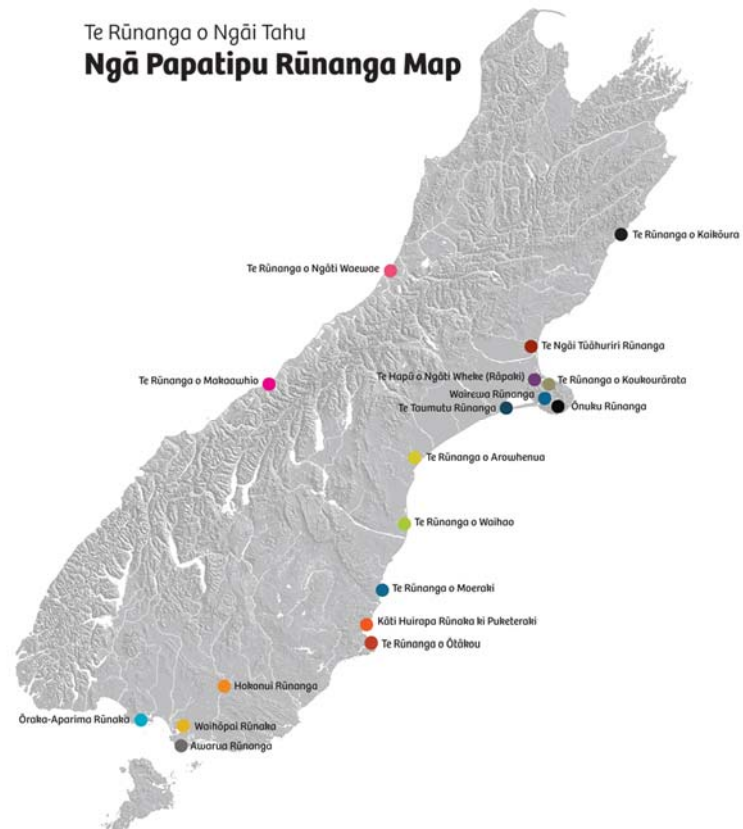 Te Rūnanga o Ngāi Tahu
Ngā Papatipu Rūnanga Map
Te Rūnanga o Kaikōura
Te Rūnanga o Ngāti Waewae
Te Ngāi Tūāhuriri Rūnanga
Te Hapū o Ngāti Wheke (Rāpaki)
Te Rūnanga o Koukourārata
Te Rūnanga o Makaawhio
Wairewa Rūnanga
Te Taumutu Rūnanga
Ōnuku Rūnanga
Te Rūnanga o Arowhenua
Te Rūnanga o Waihao
Te Rūnanga o Moeraki
Kāti Huirapa Rūnaka ki Puketeraki
Te Rūnanga o Ōtākou
Hokonui Rūnanga
Ōraka-Aparima Rūnaka
Waihōpai Rūnaka
Awarua Rūnanga